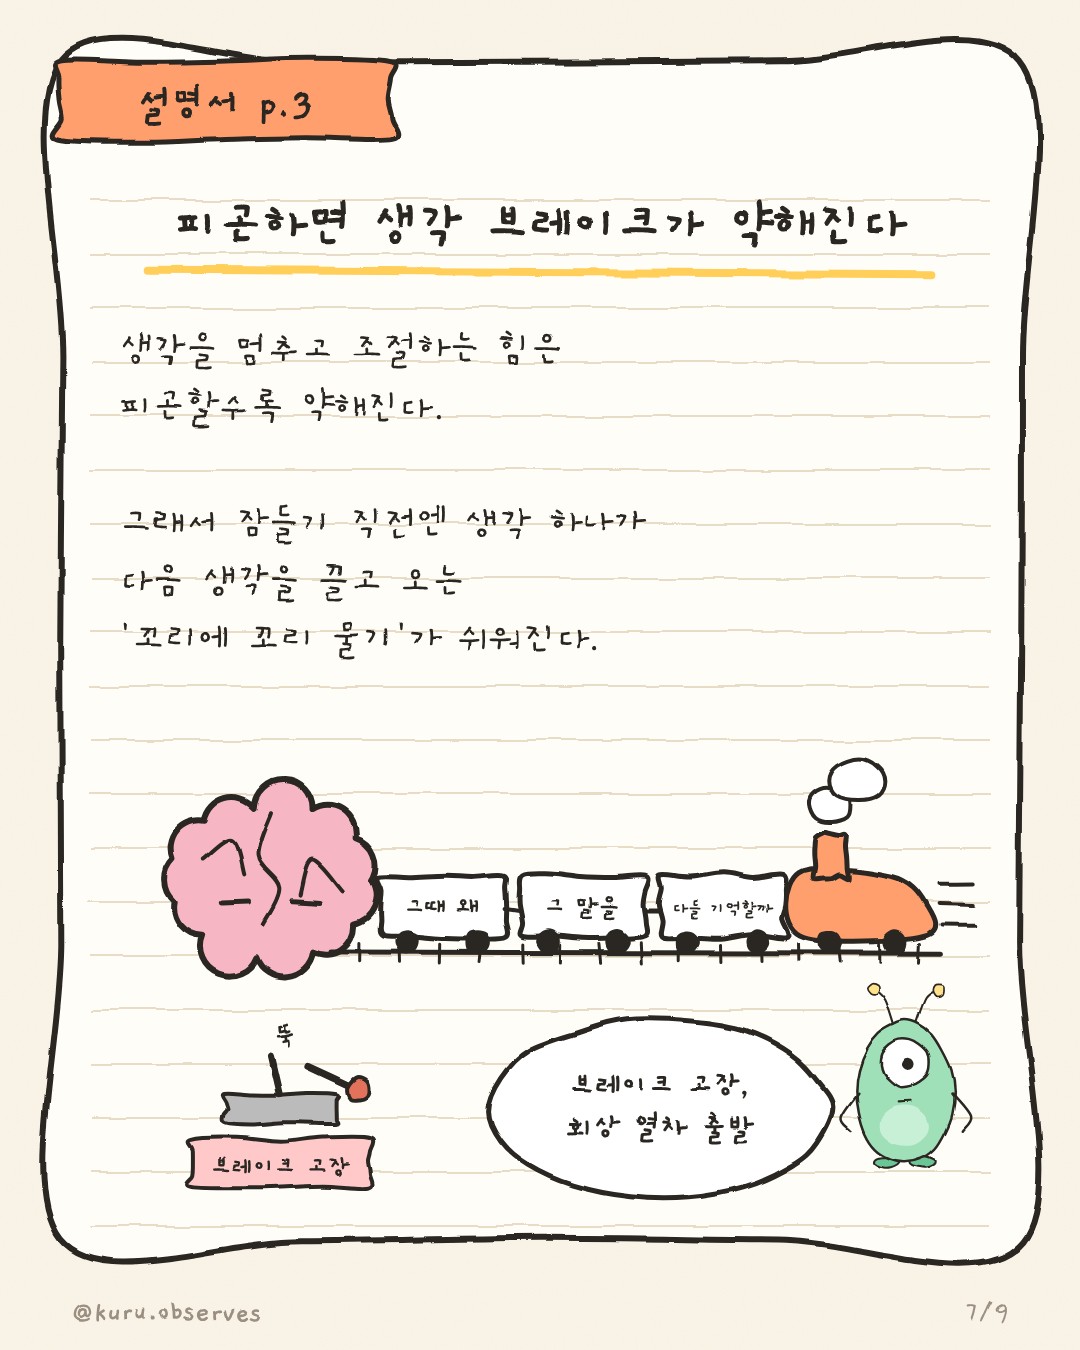 설명서 p.3
피곤하면 생각 브레이크가 약해진다
생각을 멈추고 조절하는 힘은
피곤할수록 약해진다.
그래서 잠들기 직전엔 생각 하나가
다음 생각을 끌고 오는
'꼬리에 꼬리 물기'가 쉬워진다.
그때 왜
그 말을
다들 기억할까
뚝
브레이크 고장
브레이크 고장,
회상 열차 출발
@kuru.observes
7/9